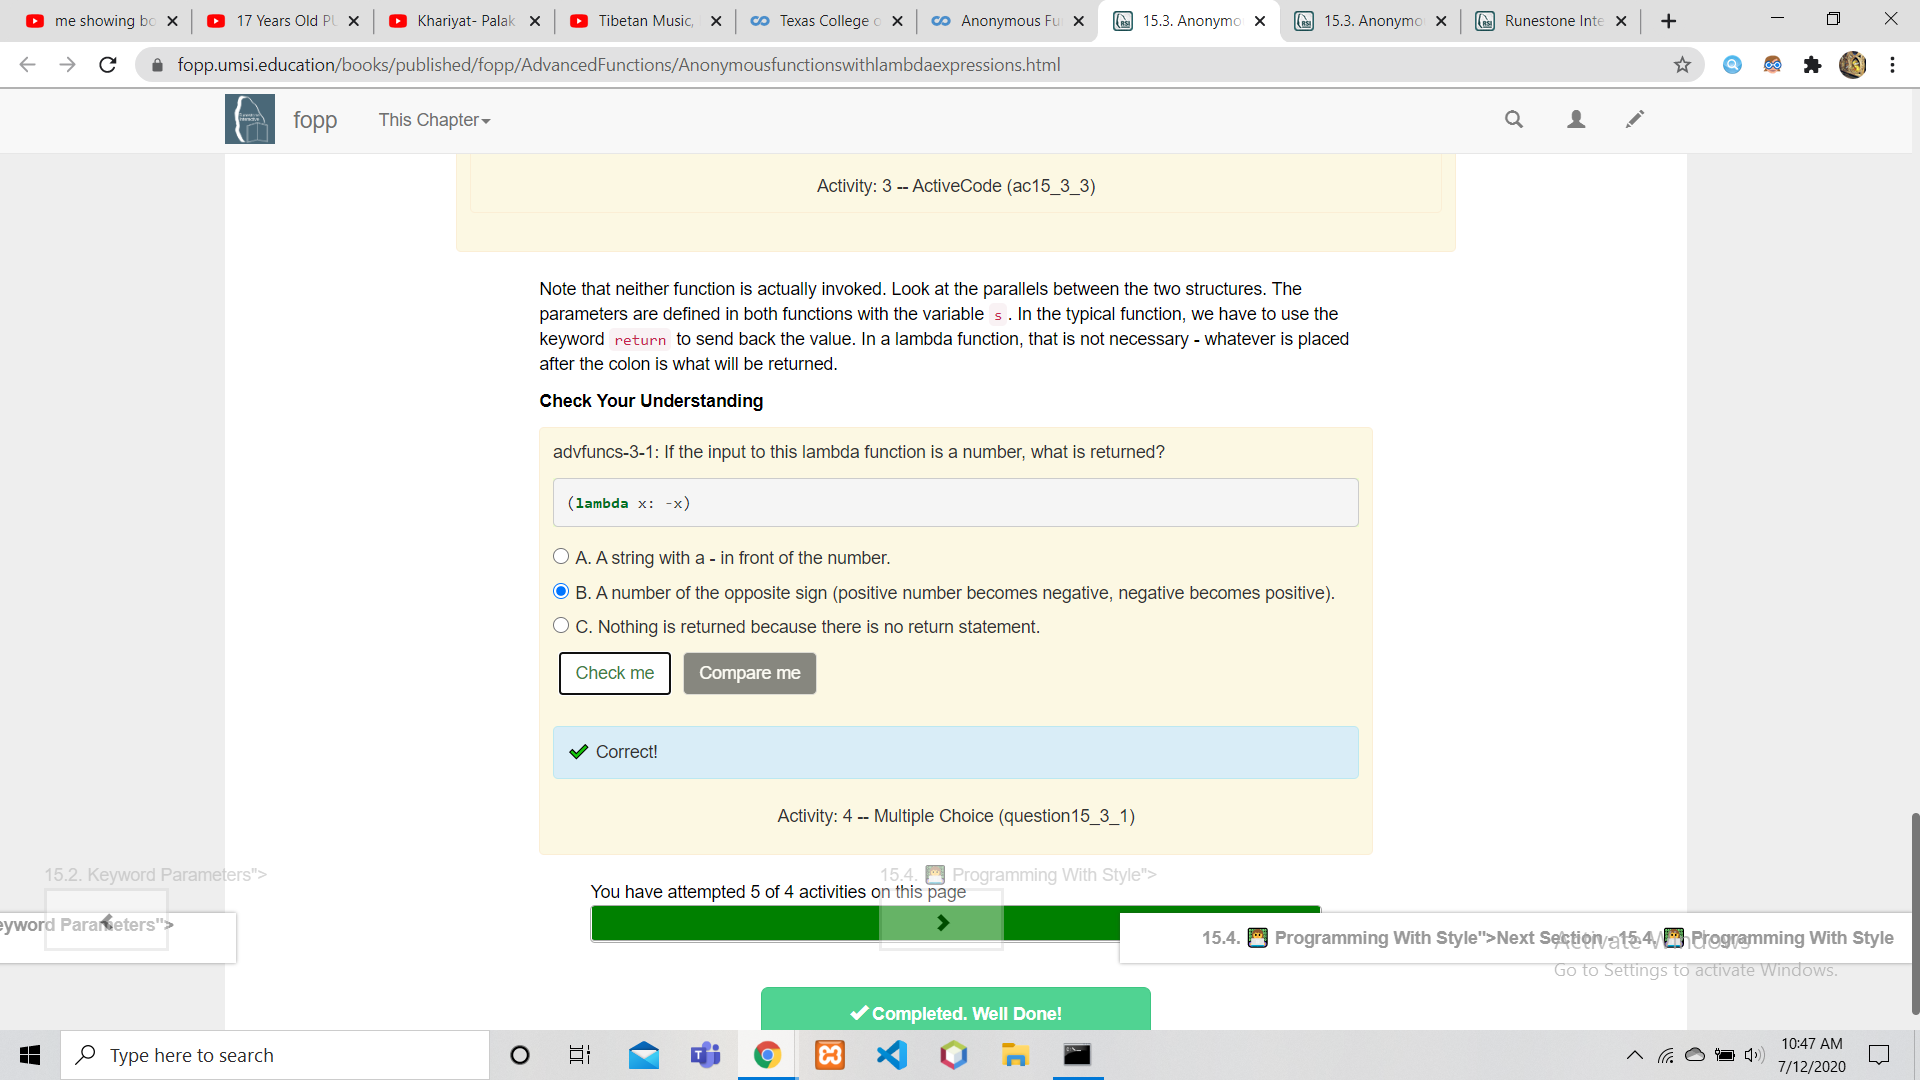 me showing bo
17 Years Old PU
Khariyat- Palak
Tibetan Music,
Texas College o
Anonymous Fu
15.3. Anonymo
15.3. Anonymo
Runestone Inte
fopp.umsi.education/books/published/fopp/AdvancedFunctions/Anonymousfunctionswithlambdaexpressions.html
fopp
This Chapter
Activity: 3 -- ActiveCode (ac15_3_3)
Note that neither function is actually invoked. Look at the parallels between the two structures. The
parameters are defined in both functions with the variable s . In the typical function, we have to use the
keyword return to send back the value. In a lambda function, that is not necessary - whatever is placed
after the colon is what will be returned.
Check Your Understanding
advfuncs-3-1: If the input to this lambda function is a number, what is returned?
(lambda x: -x)
A. A string with a - in front of the number.
B. A number of the opposite sign (positive number becomes negative, negative becomes positive).
C. Nothing is returned because there is no return statement.
Check me
Compare me
Correct!
Activity: 4 -- Multiple Choice (question15_3_1)
15.2. Keyword Parameters">
15.4. Programming With Style">
You have attempted 5 of 4 activities on this page
eyword Parameters">
15.4. Programming With Style">Next Section - 15.4. Programming With Style
Activate Windows
Go to Settings to activate Windows.
Completed. Well Done!
Type here to search
10:47 AM
7/12/2020